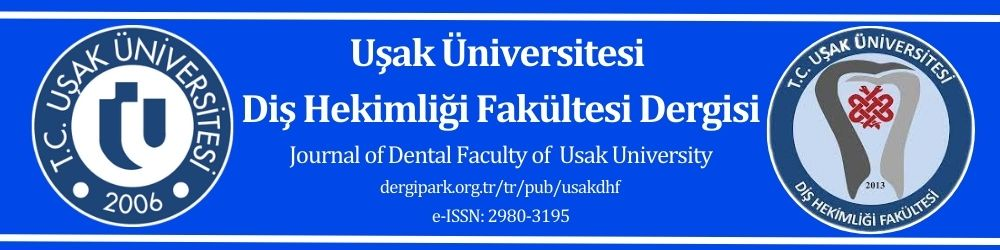 T.C. UŞAK ÜNİVERSİTESİ
2006
Uşak Üniversitesi
Diş Hekimliği Fakültesi Dergisi
Journal of Dental Faculty of Usak University
dergipark.org.tr/tr/pub/usakdhf
e-ISSN: 2980-3195
T.C. UŞAK ÜNİVERSİTESİ
2013
DİŞ HEKİMLİĞİ FAKÜLTESİ